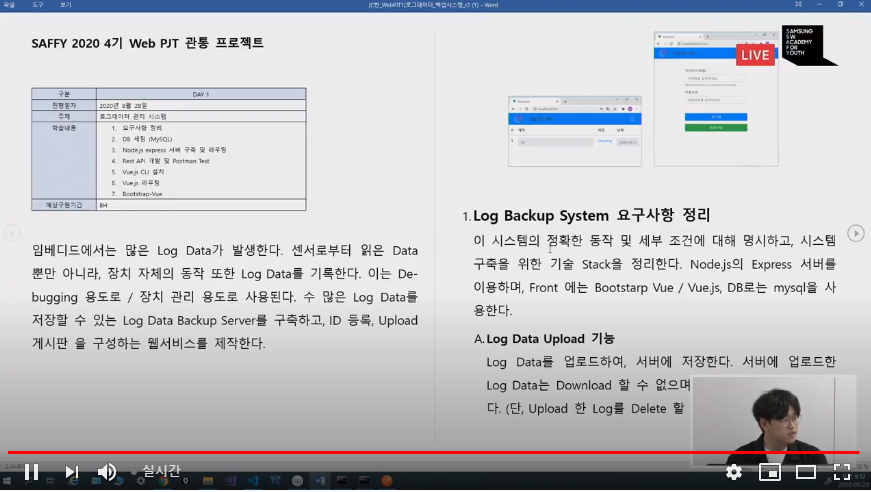 파일 도구 보기
[C반_WebPJT1]로그데이터_백업시스템_r2 (1) - Word
SAFFY 2020 4기 Web PJT 관통 프로젝트
구분 DAY 1
진행일자 2020년 8월 28일
주제 로그데이터 관리 시스템
학습내용
1. 요구사항 정리
2. DB 세팅 (MySQL)
3. Node.js express 서버 구축 및 라우팅
4. Rest API 개발 및 Postman Test
5. Vue.js CLI 설치
6. Vue.js 라우팅
7. Bootstrap-Vue
예상구현기간 8H
임베디드에서는 많은 Log Data가 발생한다. 센서로부터 읽은 Data
뿐만 아니라, 장치 자체의 동작 또한 Log Data를 기록한다. 이는 De-
bugging 용도로 / 장치 관리 용도로 사용된다. 수 많은 Log Data를
저장할 수 있는 Log Data Backup Server를 구축하고, ID 등록, Upload
게시판 을 구성하는 웹서비스를 제작한다.
LIVE
SAMSUNG
SW
ACADEMY
FOR
YOUTH
1. Log Backup System 요구사항 정리
이 시스템의 정확한 동작 및 세부 조건에 대해 명시하고, 시스템
구축을 위한 기술 Stack을 정리한다. Node.js의 Express 서버를
이용하며, Front 에는 Bootstarp Vue / Vue.js, DB로는 mysql을 사
용한다.
A. Log Data Upload 기능
Log Data를 업로드하여, 서버에 저장한다. 서버에 업로드한
Log Data는 Download 할 수 없으며
다. (단, Upload 한 Log를 Delete 할
실시간